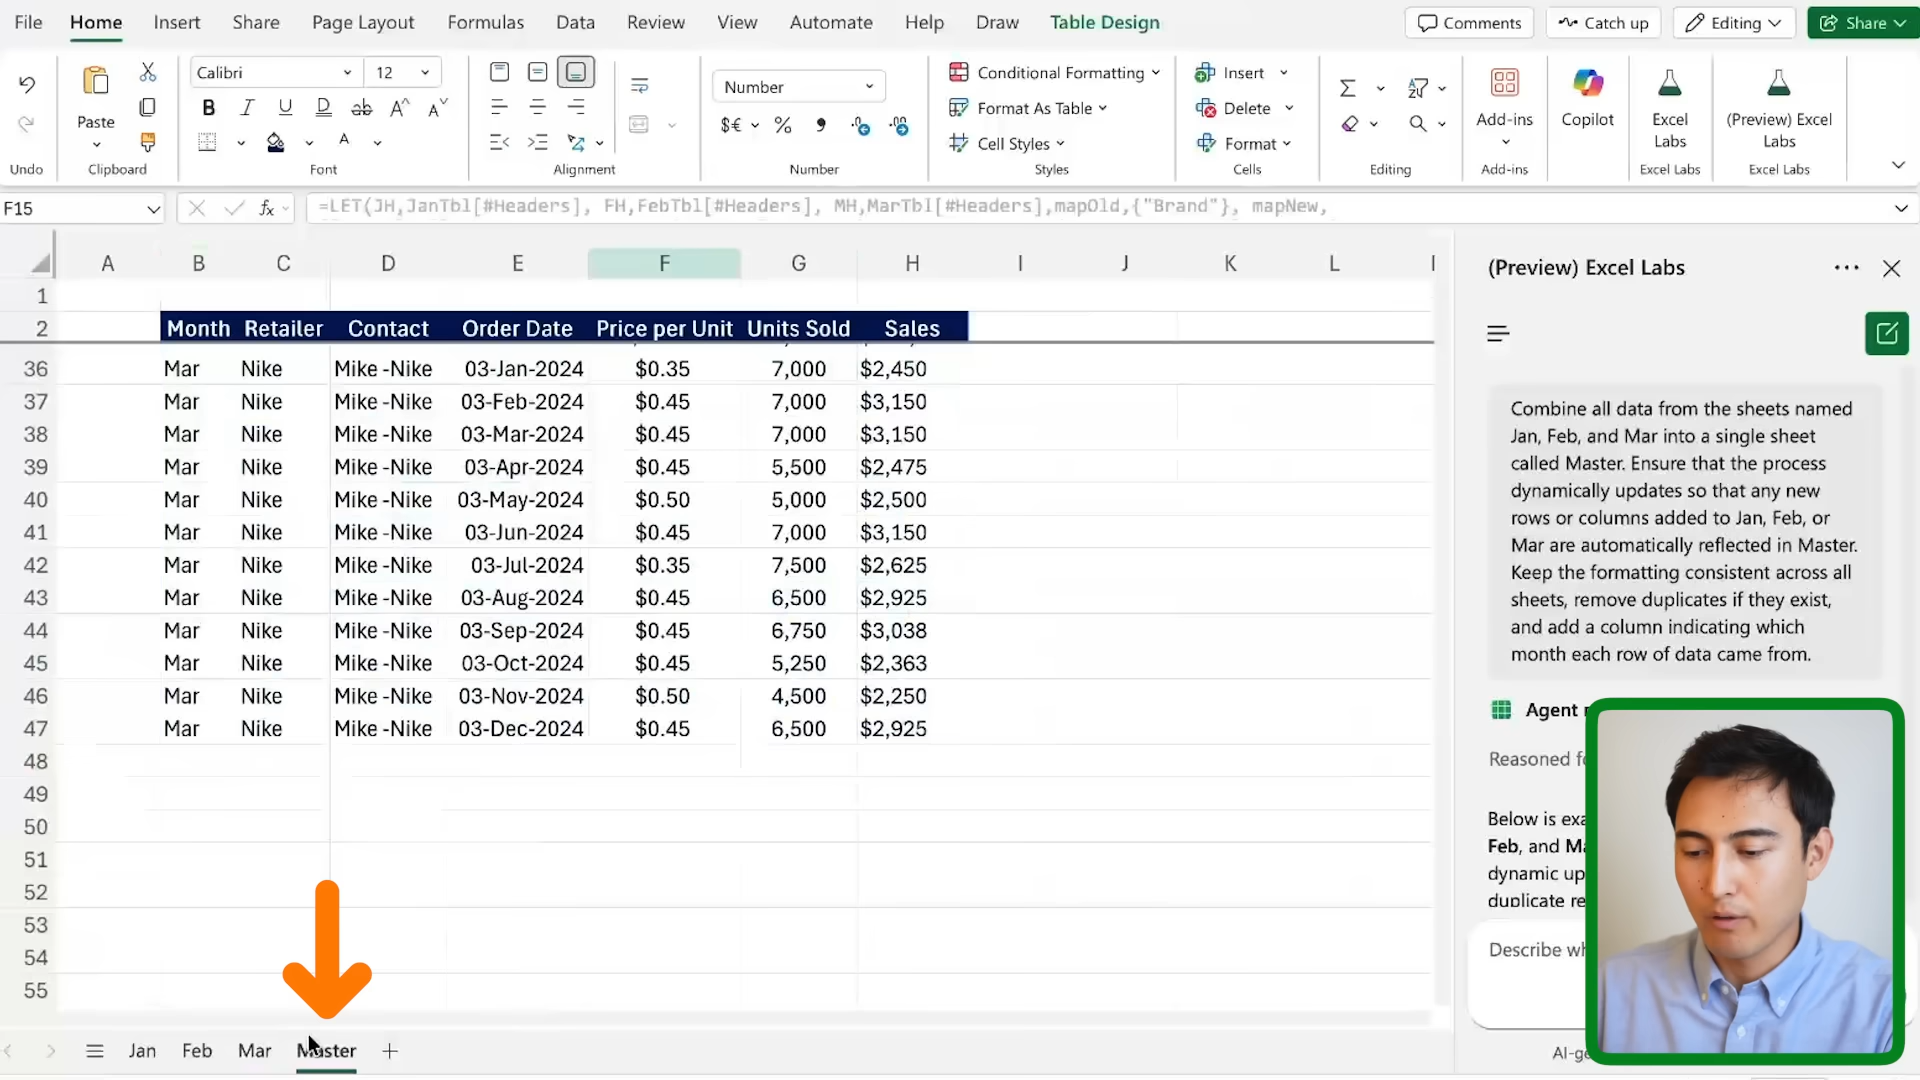 File Home Insert Share Page Layout Formulas Data Review View Automate Help Draw Table Design Comments Catch up Editing Share
Calibri 12 Number Conditional Formatting Insert
Format As Table Delete
Paste $€ % Cell Styles Format Add-ins Copilot Excel Labs (Preview) Excel Labs
Undo Clipboard Font Alignment Number Styles Cells Editing Add-ins Excel Labs Excel Labs
F15 fx =LET(JH,JanTbl[#Headers], FH,FebTbl[#Headers], MH,MarTbl[#Headers],mapOld,{"Brand"}, mapNew,
A B C D E F G H I J K L
1
2 Month Retailer Contact Order Date Price per Unit Units Sold Sales
36 Mar Nike Mike -Nike 03-Jan-2024 $0.35 7,000 $2,450
37 Mar Nike Mike -Nike 03-Feb-2024 $0.45 7,000 $3,150
38 Mar Nike Mike -Nike 03-Mar-2024 $0.45 7,000 $3,150
39 Mar Nike Mike -Nike 03-Apr-2024 $0.45 5,500 $2,475
40 Mar Nike Mike -Nike 03-May-2024 $0.50 5,000 $2,500
41 Mar Nike Mike -Nike 03-Jun-2024 $0.45 7,000 $3,150
42 Mar Nike Mike -Nike 03-Jul-2024 $0.35 7,500 $2,625
43 Mar Nike Mike -Nike 03-Aug-2024 $0.45 6,500 $2,925
44 Mar Nike Mike -Nike 03-Sep-2024 $0.45 6,750 $3,038
45 Mar Nike Mike -Nike 03-Oct-2024 $0.45 5,250 $2,363
46 Mar Nike Mike -Nike 03-Nov-2024 $0.50 4,500 $2,250
47 Mar Nike Mike -Nike 03-Dec-2024 $0.45 6,500 $2,925
48
49
50
51
52
53
54
55
Jan Feb Mar Master
(Preview) Excel Labs
Combine all data from the sheets named
Jan, Feb, and Mar into a single sheet
called Master. Ensure that the process
dynamically updates so that any new
rows or columns added to Jan, Feb, or
Mar are automatically reflected in Master.
Keep the formatting consistent across all
sheets, remove duplicates if they exist,
and add a column indicating which
month each row of data came from.
Agent
Reasoned
Below is
Feb, and
dynamic
duplicate
Describe